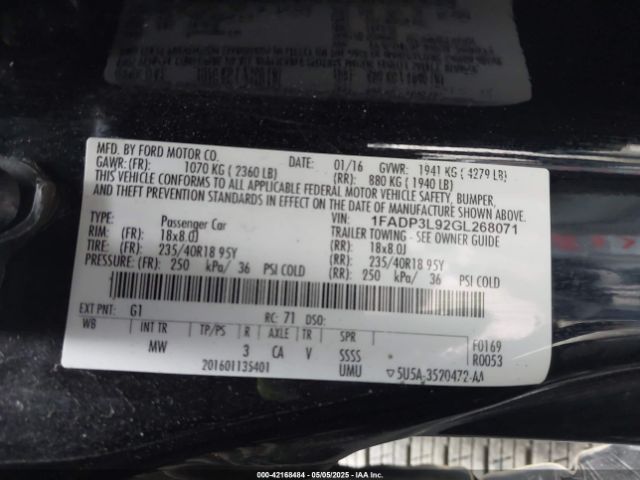 MFD. BY FORD MOTOR CO.
DATE: 01/16 GVWR: 1941 KG ( 4279 LB)
GAWR: (FR): 1070 KG ( 2360 LB) (RR): 880 KG ( 1940 LB)
THIS VEHICLE CONFORMS TO ALL APPLICABLE FEDERAL MOTOR VEHICLE SAFETY, BUMPER,
AND THEFT PREVENTION STANDARDS IN EFFECT ON THE DATE OF MANUFACTURE SHOWN ABOVE.
VIN: 1FADP3L92GL268071
TYPE: Passenger Car TRAILER TOWING - SEE OWNER GUIDE
RIM: (FR): 18x8.0J (RR): 18x8.0J
TIRE: (FR): 235/40R18 95Y (RR): 235/40R18 95Y
PRESSURE: (FR): 250 kPa/ 36 PSI COLD (RR): 250 kPa/ 36 PSI COLD
EXT PNT: G1 RC: 71 DSO:
WB INT TR TP/PS R AXLE TR SPR F0169
MW 3 CA V SSSS R0053
201601135401 UMU 5U5A-3520472-AA
000-42168484 - 05/05/2025 - IAA Inc.